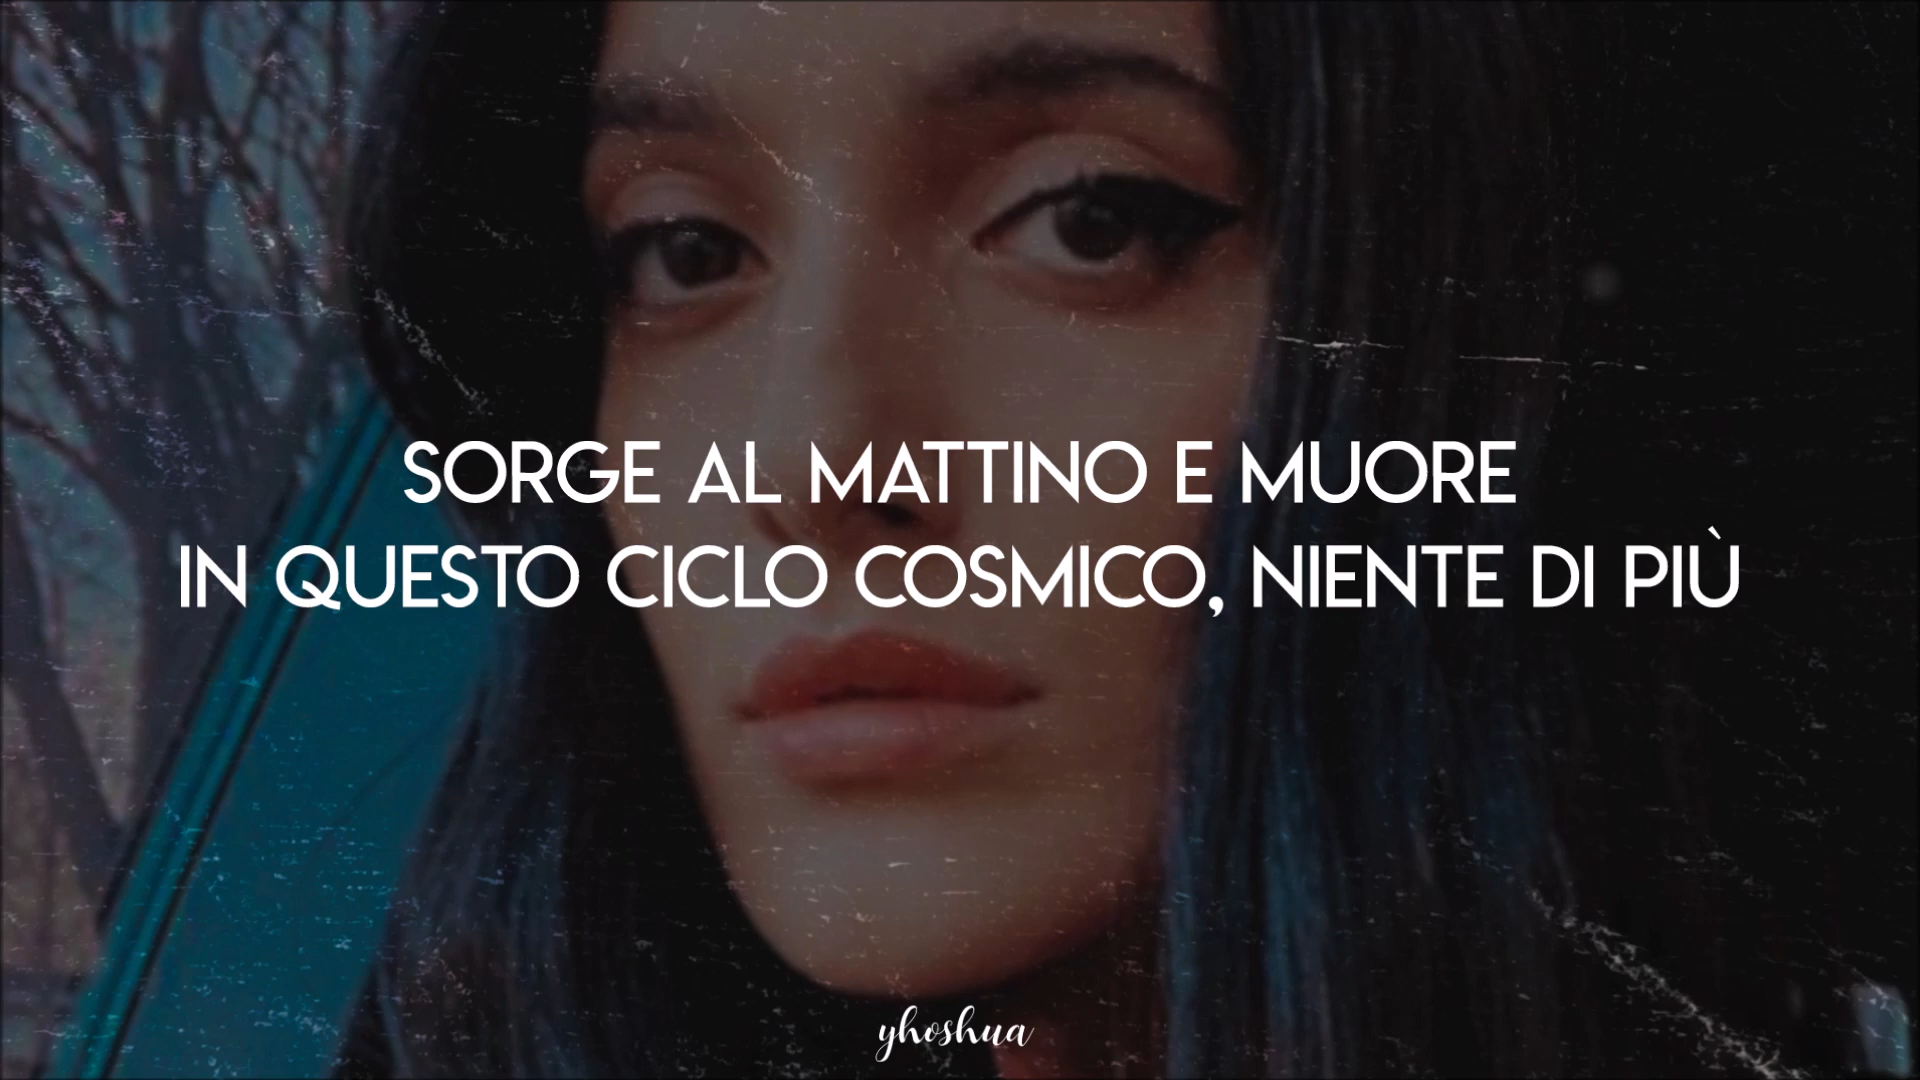 SORGE AL MATTINO E MUORE
IN QUESTO CICLO COSMICO, NIENTE DI PIÙ
yhoshua